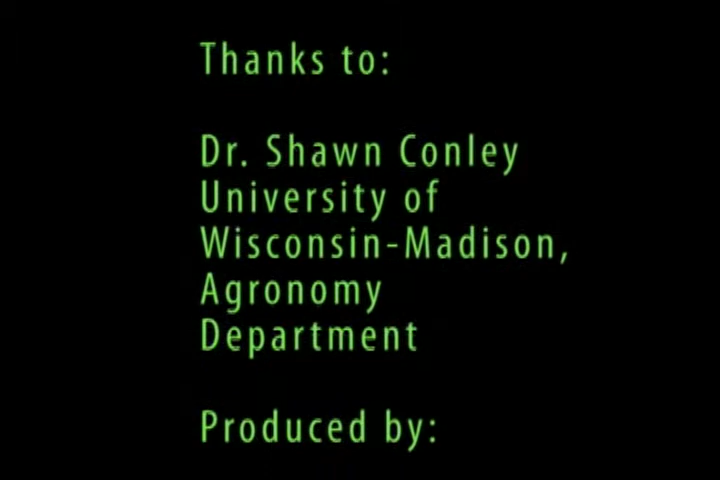 Thanks to:
Dr. Shawn Conley
University of
Wisconsin-Madison,
Agronomy
Department
Produced by: